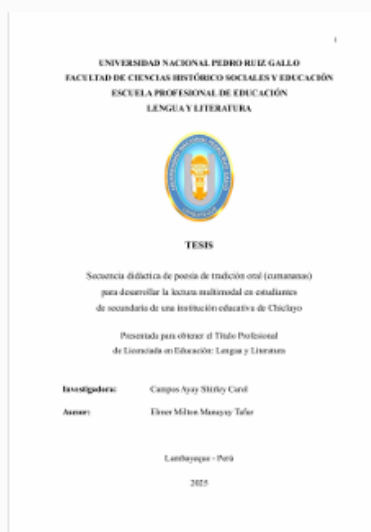 1
UNIVERSIDAD NACIONAL PEDRO RUIZ GALLO
FACULTAD DE CIENCIAS HISTÓRICO SOCIALES Y EDUCACIÓN
ESCUELA PROFESIONAL DE EDUCACIÓN
LENGUA Y LITERATURA
TESIS
Secuencia didáctica de poesía de tradición oral (cumananas)
para desarrollar la lectura multimodal en estudiantes
de secundaria de una institución educativa de Chiclayo
Presentada para obtener el Título Profesional
de Licenciada en Educación: Lengua y Literatura
Investigadora: Campos Ayay Shirley Carol
Asesor: Elmer Milton Manayay Tafur
Lambayeque - Perú
2025